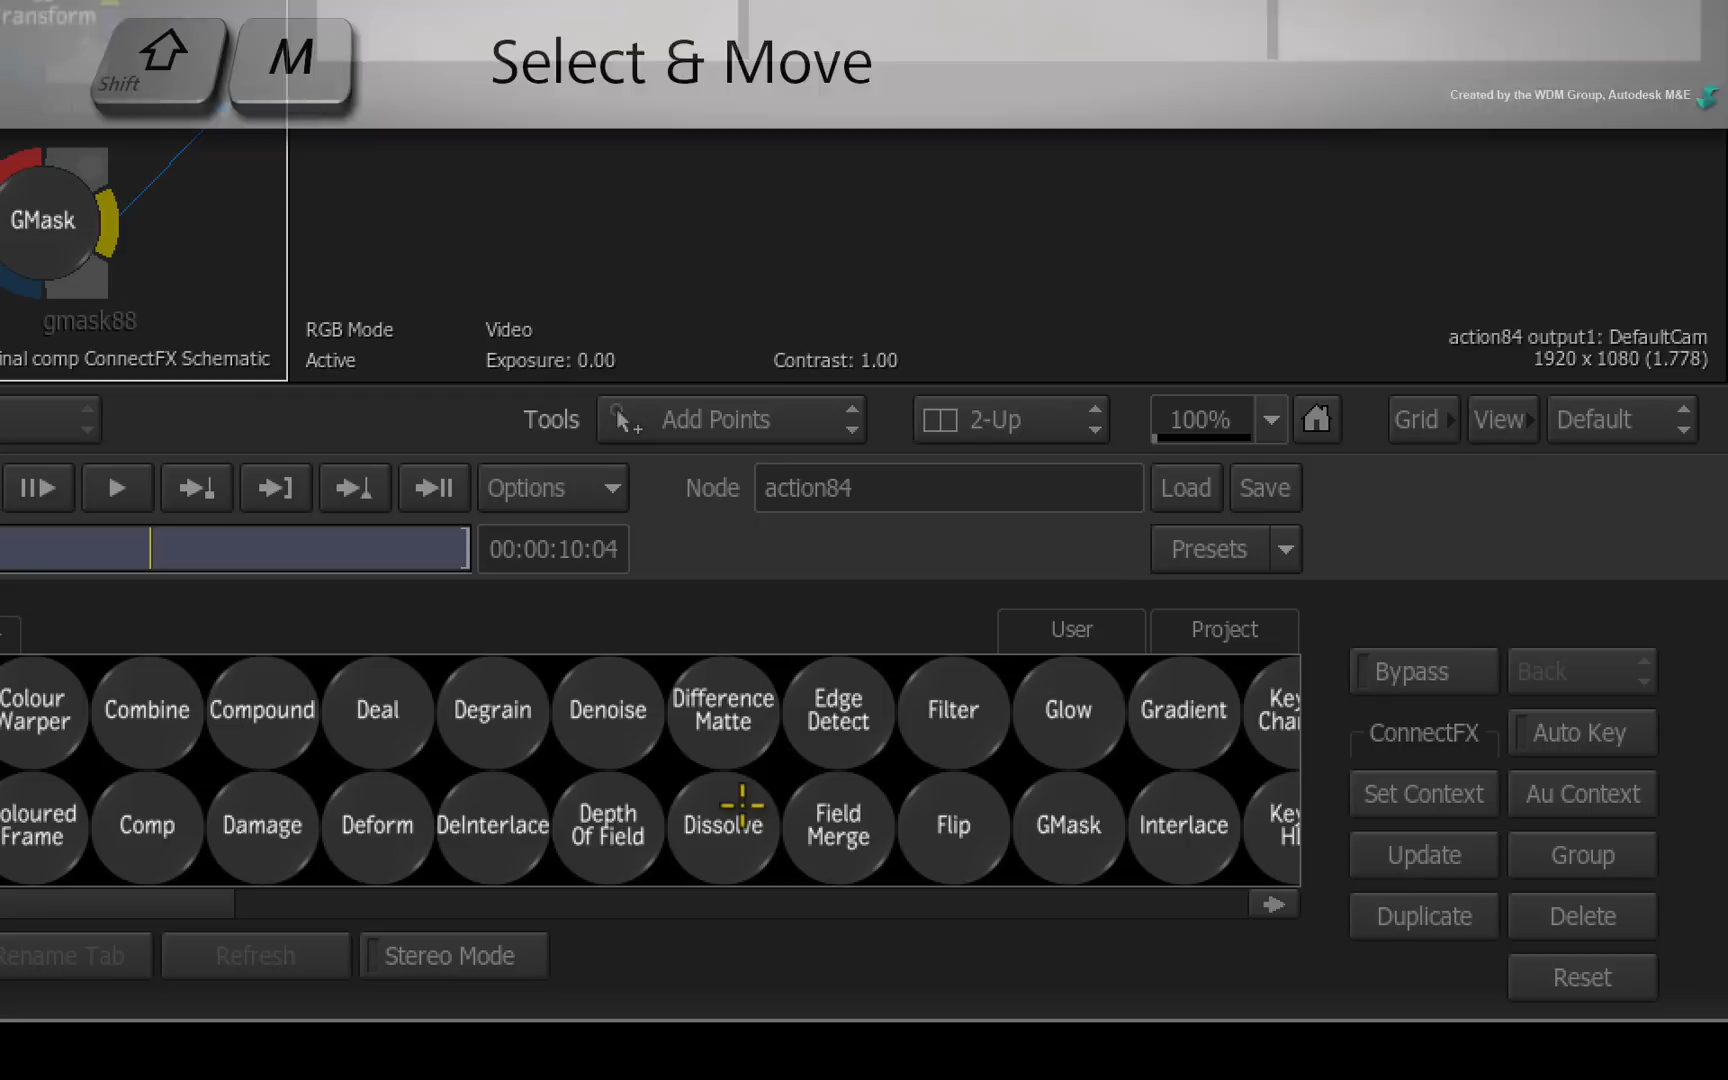 ransform
Shift
M
Select & Move
Created by the WDM Group, Autodesk M&E
GMask
gmask88
inal comp ConnectFX Schematic
RGB Mode
Video
Active
Exposure: 0.00
Contrast: 1.00
action84 output1: DefaultCam
1920 x 1080 (1.778)
Tools
Add Points
2-Up
100%
Grid
View
Default
Options
Node
action84
Load
Save
00:00:10:04
Presets
User
Project
Colour
Warper
Combine
Compound
Deal
Degrain
Denoise
Difference
Matte
Edge
Detect
Filter
Glow
Gradient
Key
Chan
oloured
Frame
Comp
Damage
Deform
DeInterlace
Depth
Of Field
Dissolve
Field
Merge
Flip
GMask
Interlace
Key
Bypass
Back
ConnectFX
Auto Key
Set Context
Au Context
Update
Group
Duplicate
Delete
Reset
Rename Tab
Refresh
Stereo Mode